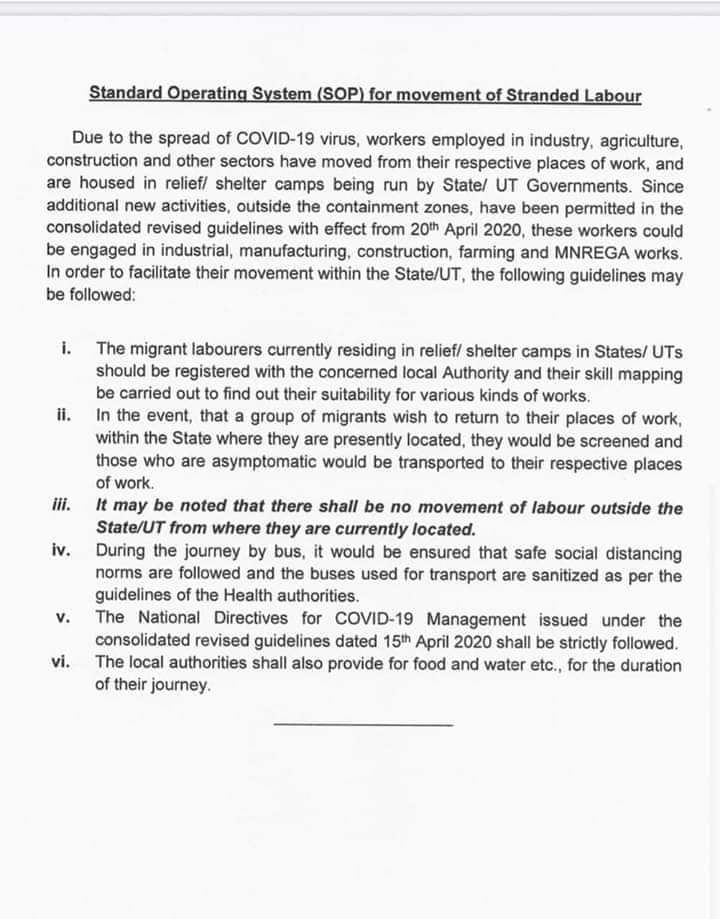 Standard Operating System (SOP) for movement of Stranded Labour
Due to the spread of COVID-19 virus, workers employed in industry, agriculture,
construction and other sectors have moved from their respective places of work, and
are housed in relief/ shelter camps being run by State/ UT Governments. Since
additional new activities, outside the containment zones, have been permitted in the
consolidated revised guidelines with effect from 20th April 2020, these workers could
be engaged in industrial, manufacturing, construction, farming and MNREGA works.
In order to facilitate their movement within the State/UT, the following guidelines may
be followed:
i. The migrant labourers currently residing in relief/ shelter camps in States/ UTs
should be registered with the concerned local Authority and their skill mapping
be carried out to find out their suitability for various kinds of works.
ii. In the event, that a group of migrants wish to return to their places of work,
within the State where they are presently located, they would be screened and
those who are asymptomatic would be transported to their respective places
of work.
iii. It may be noted that there shall be no movement of labour outside the
State/UT from where they are currently located.
iv. During the journey by bus, it would be ensured that safe social distancing
norms are followed and the buses used for transport are sanitized as per the
guidelines of the Health authorities.
v. The National Directives for COVID-19 Management issued under the
consolidated revised guidelines dated 15th April 2020 shall be strictly followed.
vi. The local authorities shall also provide for food and water etc., for the duration
of their journey.